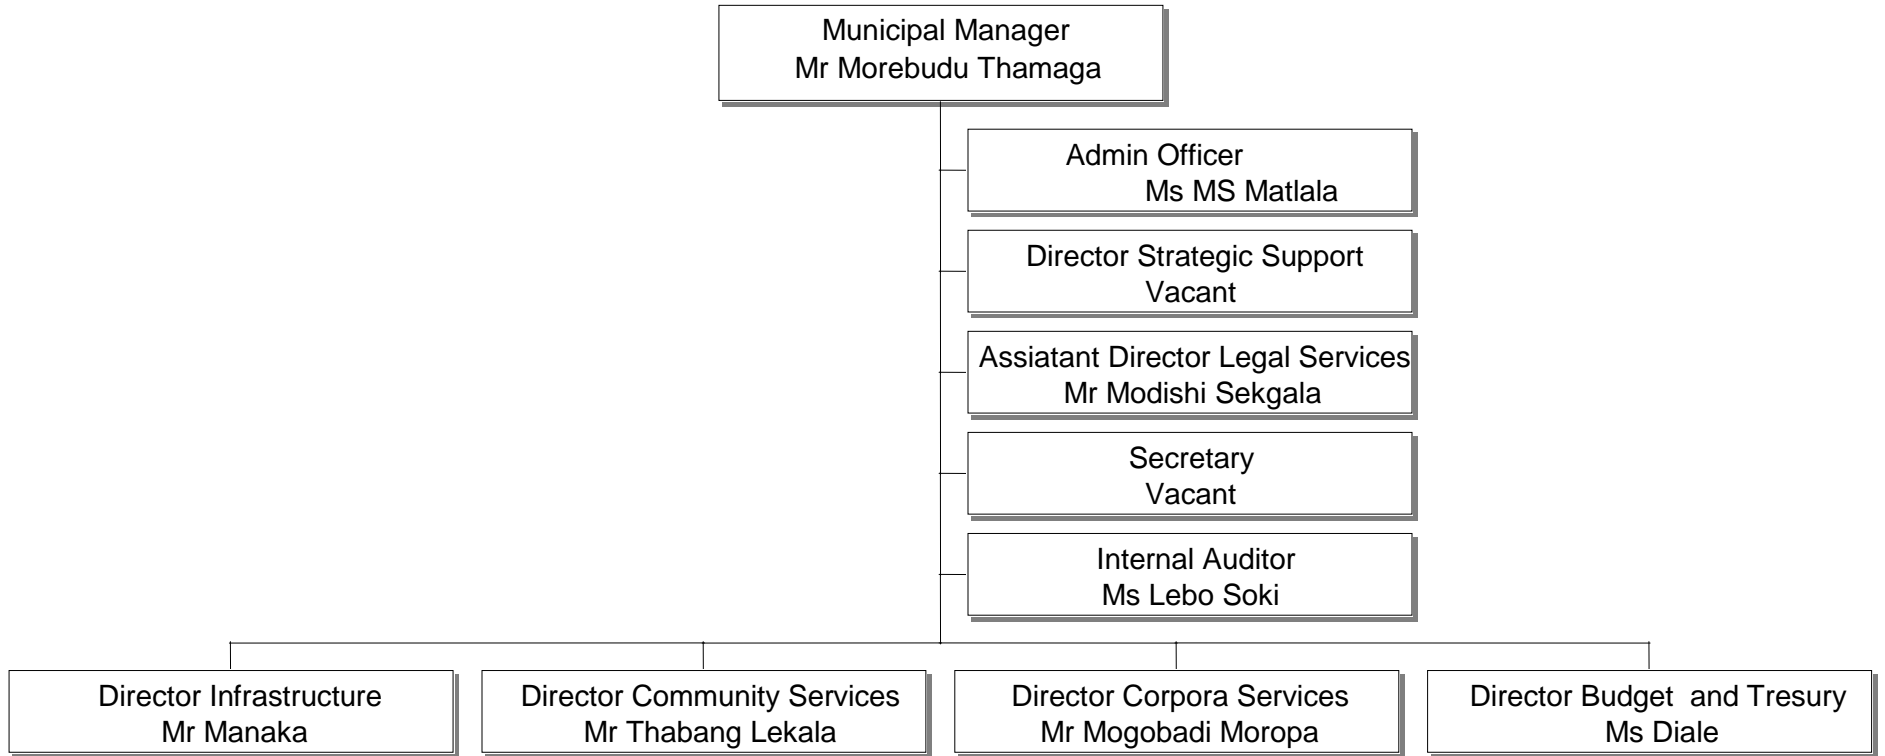 Municipal Manager
Mr Morebudu Thamaga
Admin Officer
Ms MS Matlala
Director Strategic Support
Vacant
Assiatant Director Legal Services
Mr Modishi Sekgala
Secretary
Vacant
Internal Auditor
Ms Lebo Soki
Director Infrastructure
Mr Manaka
Director Community Services
Mr Thabang Lekala
Director Corpora Services
Mr Mogobadi Moropa
Director Budget and Tresury
Ms Diale